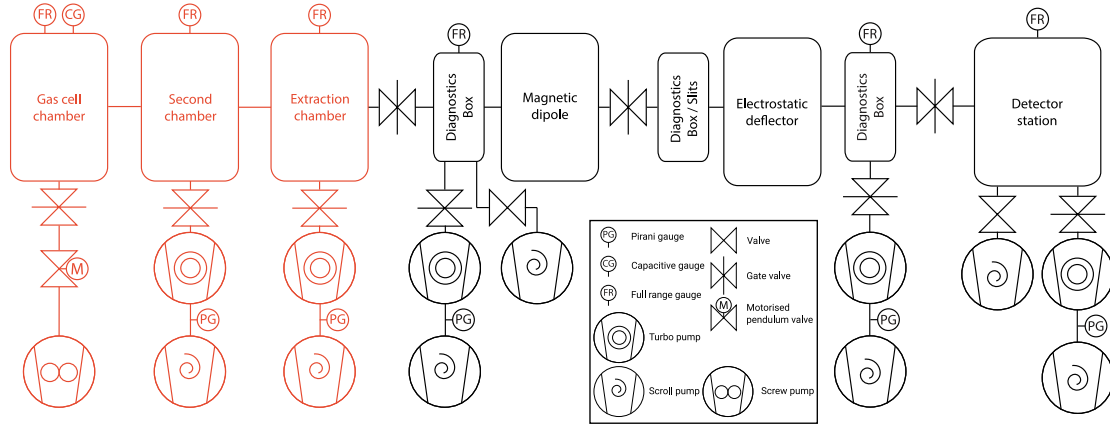 FR
CG
FR
FR
FR
FR
FR
Gas cell
chamber
Second
chamber
Extraction
chamber
Diagnostics
Box
Magnetic
dipole
Diagnostics
Box / Slits
Electrostatic
deflector
Diagnostics
Box
Detector
station
M
PG
PG
PG
PG
PG
PG Pirani gauge
CG Capacitive gauge
FR Full range gauge
Turbo pump
Scroll pump
Valve
Gate valve
M Motorised
pendulum valve
Screw pump